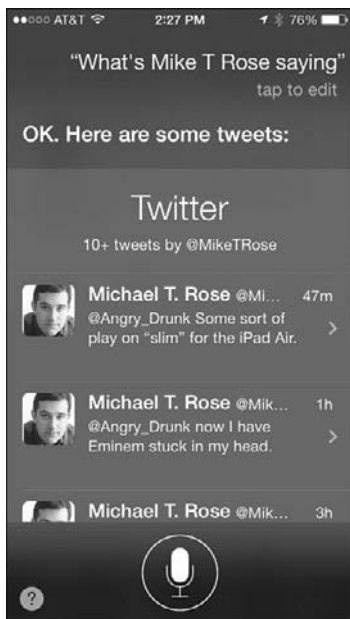 AT&T 2:27 PM 76%
“What's Mike T Rose saying”
tap to edit
OK. Here are some tweets:
Twitter
10+ tweets by @MikeTRose
Michael T. Rose @Mi... 47m
@Angry_Drunk Some sort of
play on “slim” for the iPad Air.
Michael T. Rose @Mik... 1h
@Angry_Drunk now I have
Eminem stuck in my head.
Michael T. Rose @Mik... 3h
?